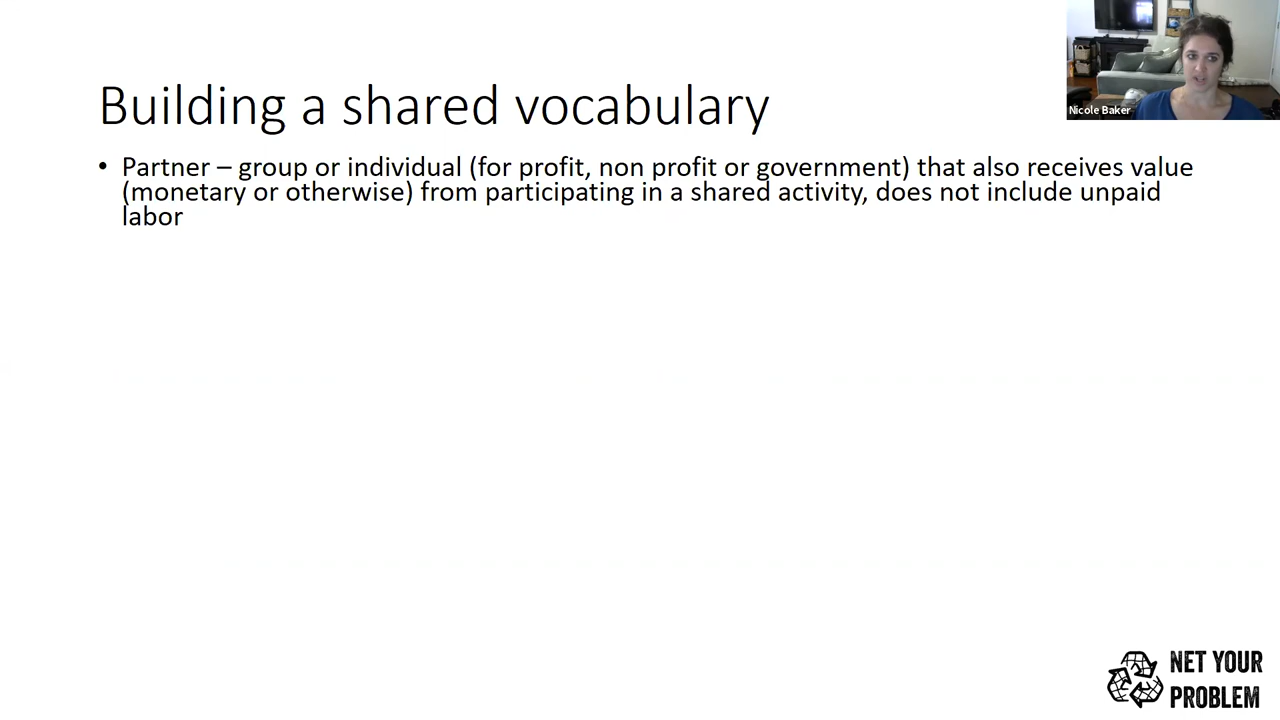 Building a shared vocabulary
• Partner – group or individual (for profit, non profit or government) that also receives value
(monetary or otherwise) from participating in a shared activity, does not include unpaid
labor
Nicole Baker
NET YOUR
PROBLEM